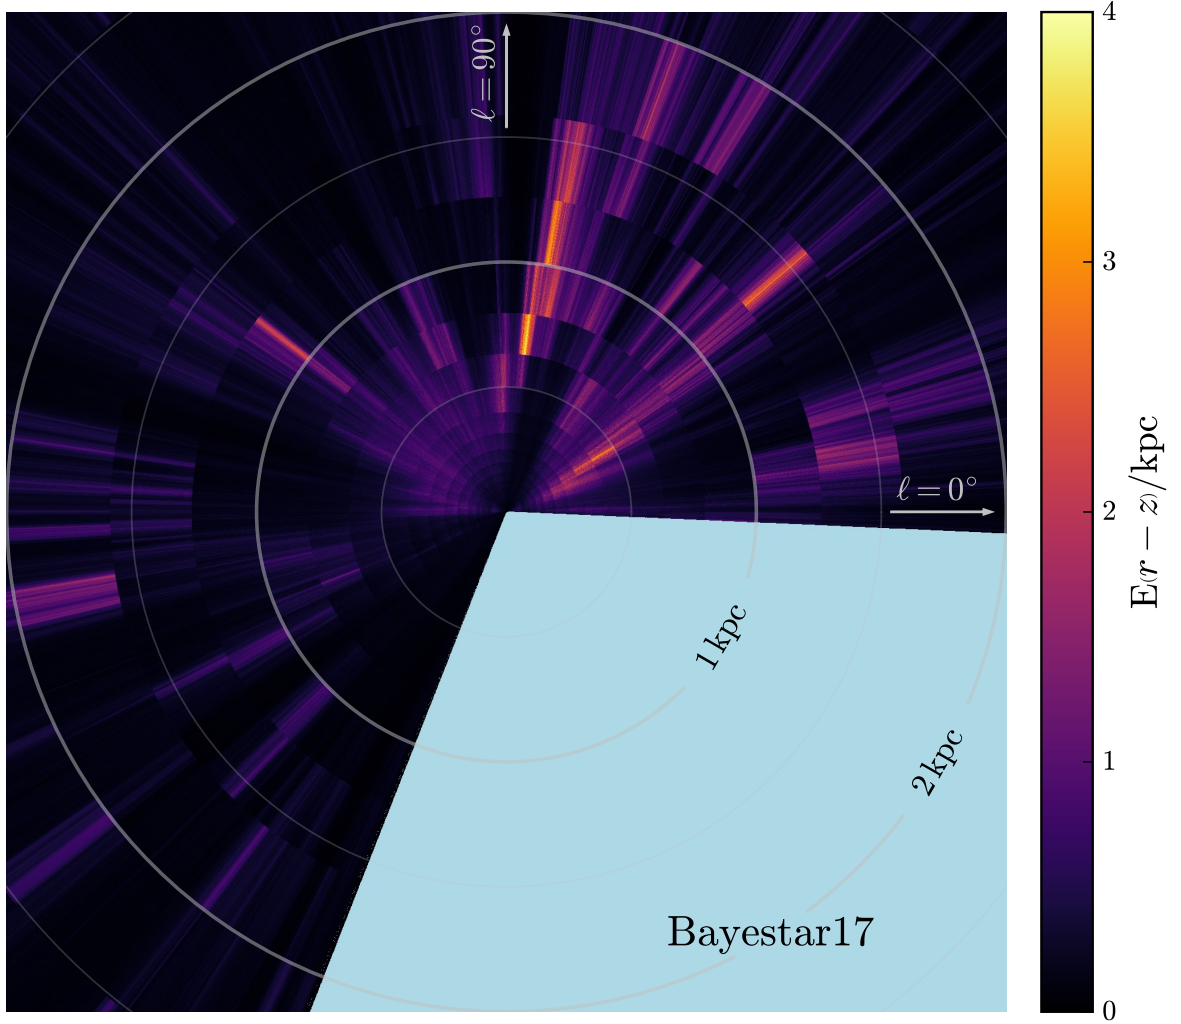 ℓ = 90°
ℓ = 0°
1 kpc
2 kpc
Bayestar17
4
3
2
1
0
E(r − z)/kpc